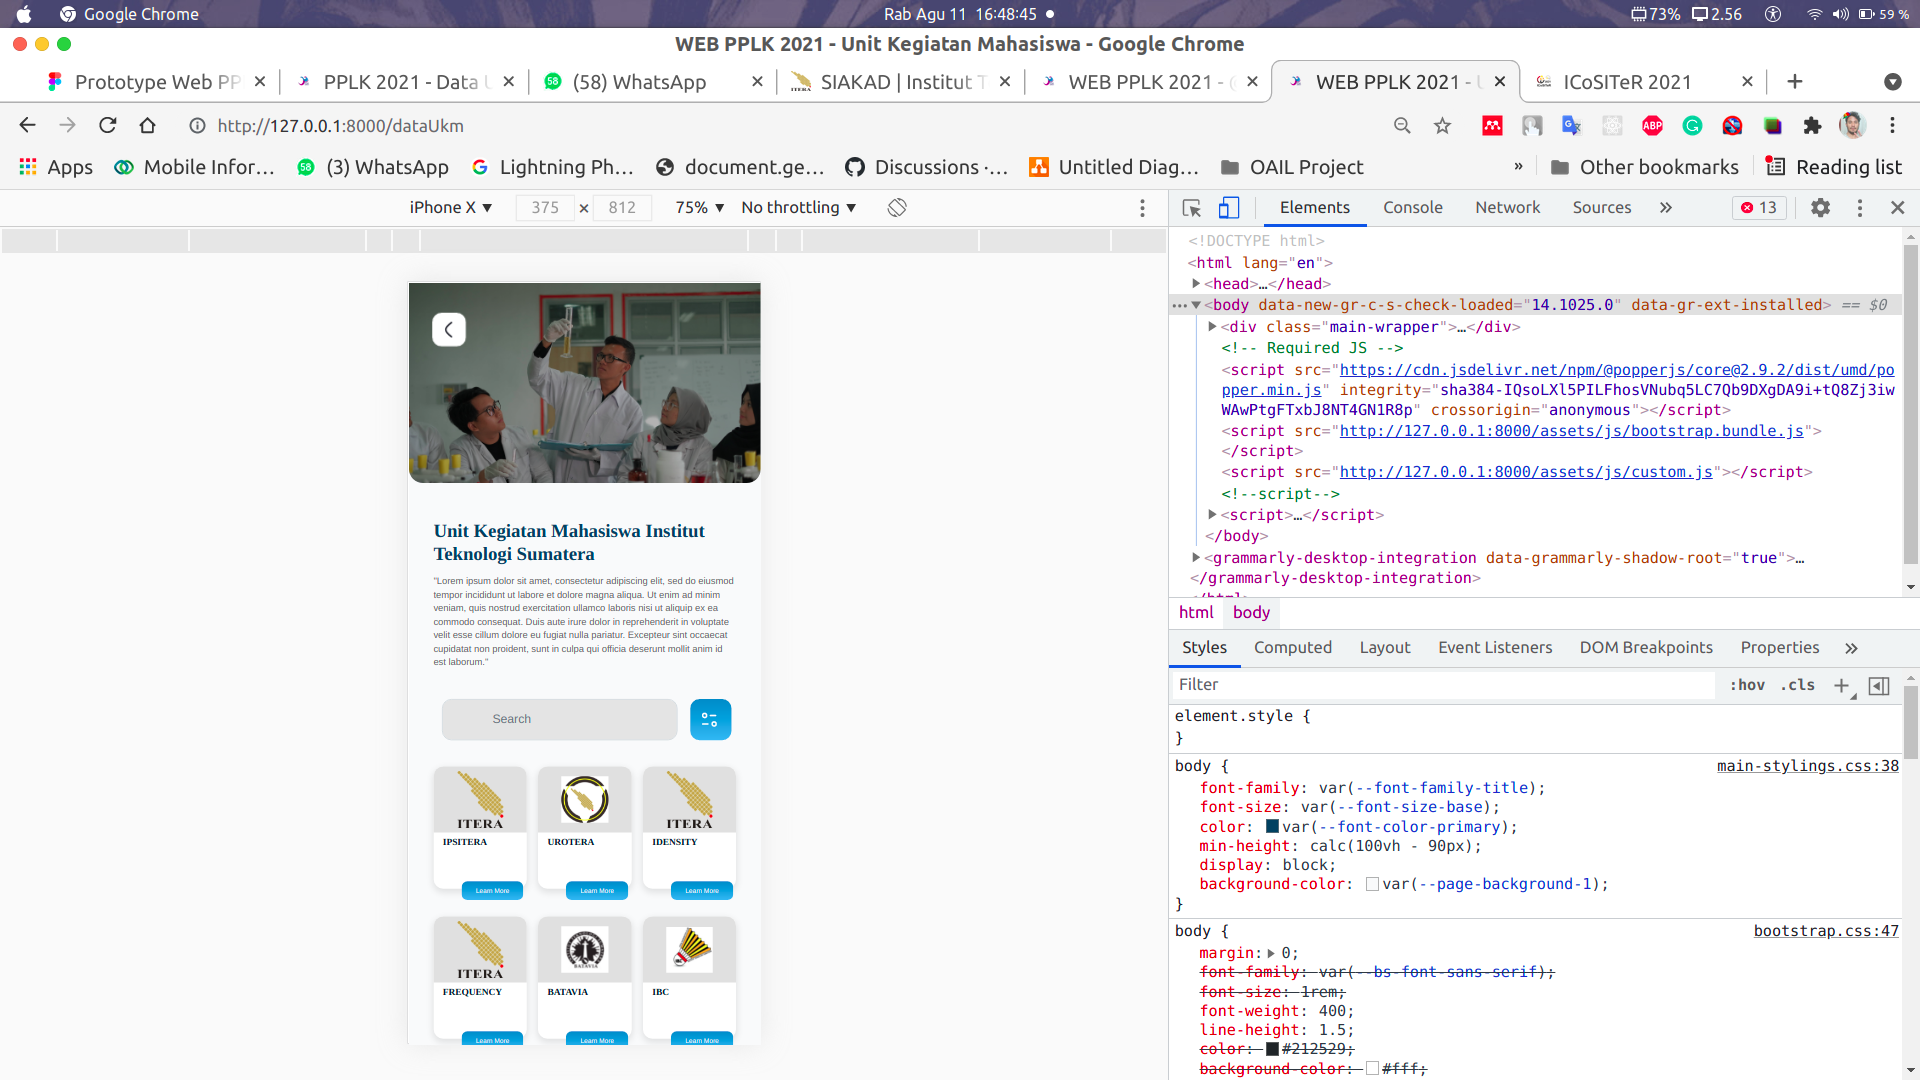 Google Chrome
Rab Agu 11 16:48:45
73% 2.56 59 %
WEB PPLK 2021 - Unit Kegiatan Mahasiswa - Google Chrome
Prototype Web PP
PPLK 2021 - Data U
(58) WhatsApp
SIAKAD | Institut T
WEB PPLK 2021 - @
WEB PPLK 2021 - U
ICoSITeR 2021
http://127.0.0.1:8000/dataUkm
ABP
Apps
Mobile Infor...
(3) WhatsApp
Lightning Ph...
document.ge...
Discussions ·...
Untitled Diag...
OAIL Project
»
Other bookmarks
Reading list
iPhone X ▼ 375 × 812 75% ▼ No throttling ▼
Elements Console Network Sources » 13
<!DOCTYPE html>
<html lang="en">
<head>…</head>
<body data-new-gr-c-s-check-loaded="14.1025.0" data-gr-ext-installed> == $0
<div class="main-wrapper">…</div>
<!-- Required JS -->
<script src="https://cdn.jsdelivr.net/npm/@popperjs/core@2.9.2/dist/umd/po
pper.min.js" integrity="sha384-IQsoLXl5PILFhosVNubq5LC7Qb9DXgDA9i+tQ8Zj3iw
WAwPtgFTxbJ8NT4GN1R8p" crossorigin="anonymous"></script>
<script src="http://127.0.0.1:8000/assets/js/bootstrap.bundle.js">
</script>
<script src="http://127.0.0.1:8000/assets/js/custom.js"></script>
<!--script-->
<script>…</script>
</body>
<grammarly-desktop-integration data-grammarly-shadow-root="true">…
</grammarly-desktop-integration>
</html>
html body
Styles Computed Layout Event Listeners DOM Breakpoints Properties »
Filter :hov .cls
element.style {
}
body { main-stylings.css:38
font-family: var(--font-family-title);
font-size: var(--font-size-base);
color: var(--font-color-primary);
min-height: calc(100vh - 90px);
display: block;
background-color: var(--page-background-1);
}
body { bootstrap.css:47
margin: 0;
font-family: var(--bs-font-sans-serif);
font-size: 1rem;
font-weight: 400;
line-height: 1.5;
color: #212529;
background-color: #fff;
Unit Kegiatan Mahasiswa Institut
Teknologi Sumatera
"Lorem ipsum dolor sit amet, consectetur adipiscing elit, sed do eiusmod
tempor incididunt ut labore et dolore magna aliqua. Ut enim ad minim
veniam, quis nostrud exercitation ullamco laboris nisi ut aliquip ex ea
commodo consequat. Duis aute irure dolor in reprehenderit in voluptate
velit esse cillum dolore eu fugiat nulla pariatur. Excepteur sint occaecat
cupidatat non proident, sunt in culpa qui officia deserunt mollit anim id
est laborum."
Search
ITERA ITERA
IPSITERA UROTERA IDENSITY
Learn More Learn More Learn More
ITERA BATAVIA IBC
FREQUENCY BATAVIA IBC
Learn More Learn More Learn More